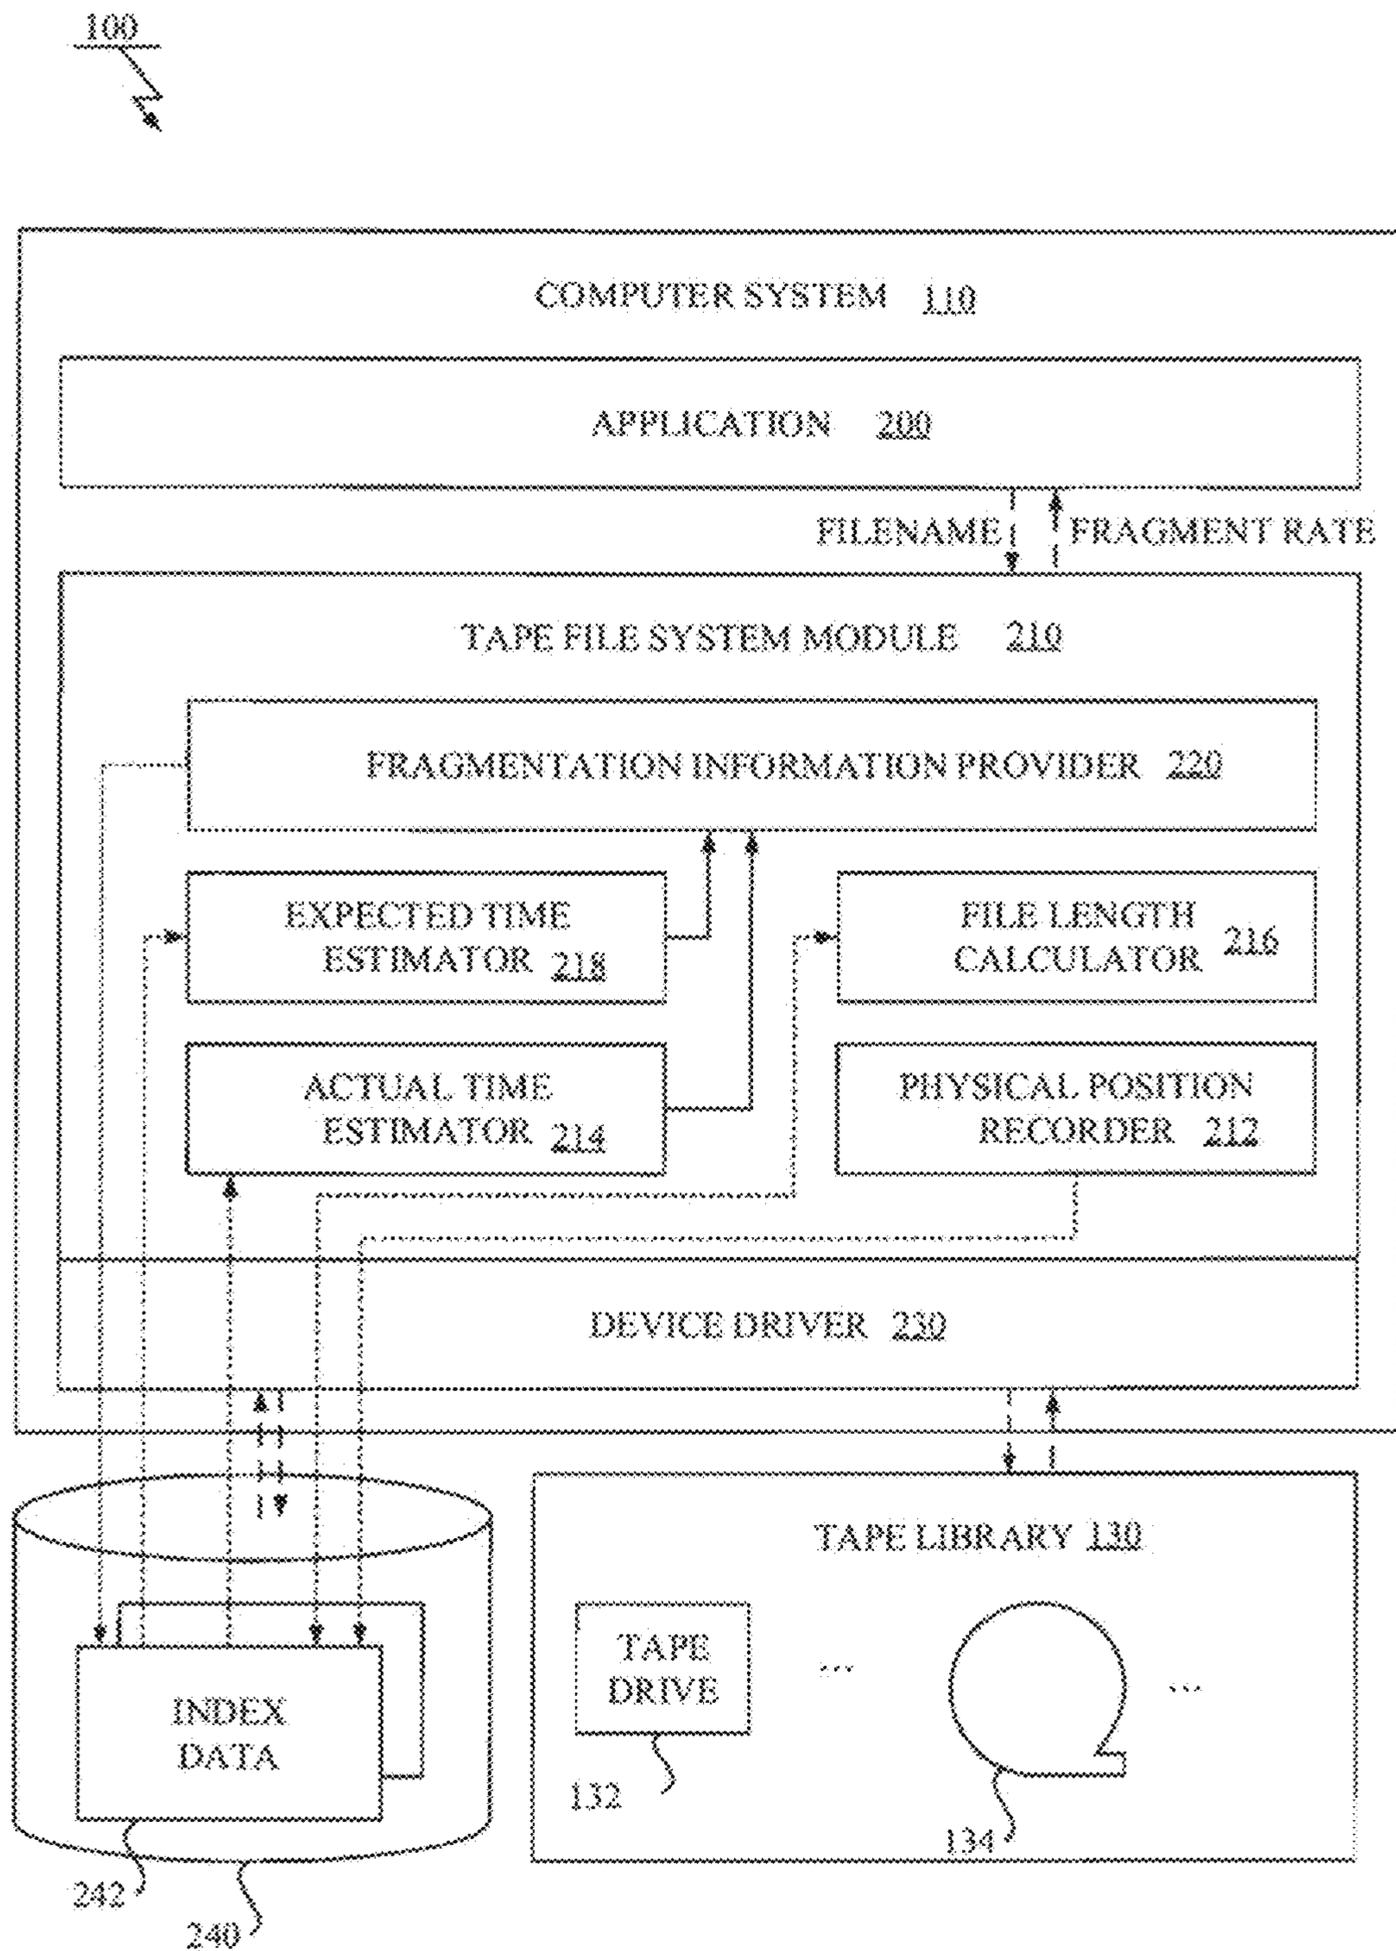 100
COMPUTER SYSTEM 110
APPLICATION 200
FILENAME
FRAGMENT RATE
TAPE FILE SYSTEM MODULE 210
FRAGMENTATION INFORMATION PROVIDER 220
EXPECTED TIME
ESTIMATOR 218
FILE LENGTH
CALCULATOR 216
ACTUAL TIME
ESTIMATOR 214
PHYSICAL POSITION
RECORDER 212
DEVICE DRIVER 230
TAPE LIBRARY 130
TAPE
DRIVE
...
...
INDEX
DATA
132
134
242
240